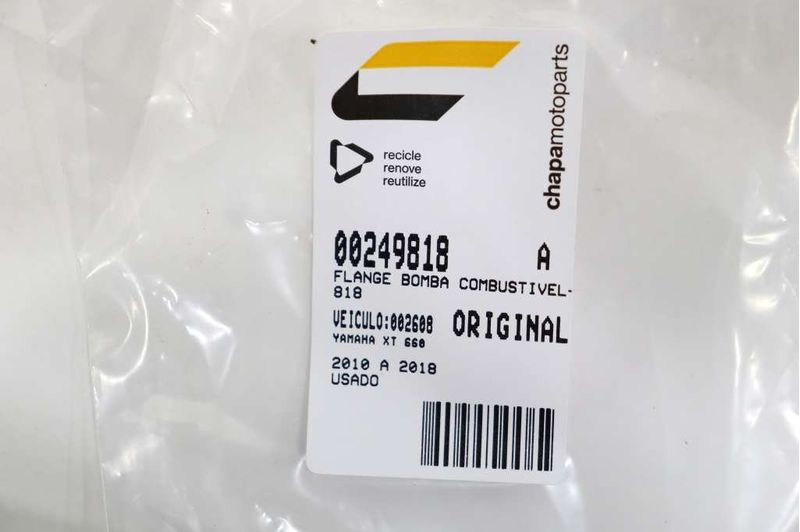 chapamotoparts
recicle
renove
reutilize
00249818 A
FLANGE BOMBA COMBUSTIVEL-
818
VEICULO:002608 ORIGINAL
YAMAHA XT 660
2010 A 2018
USADO